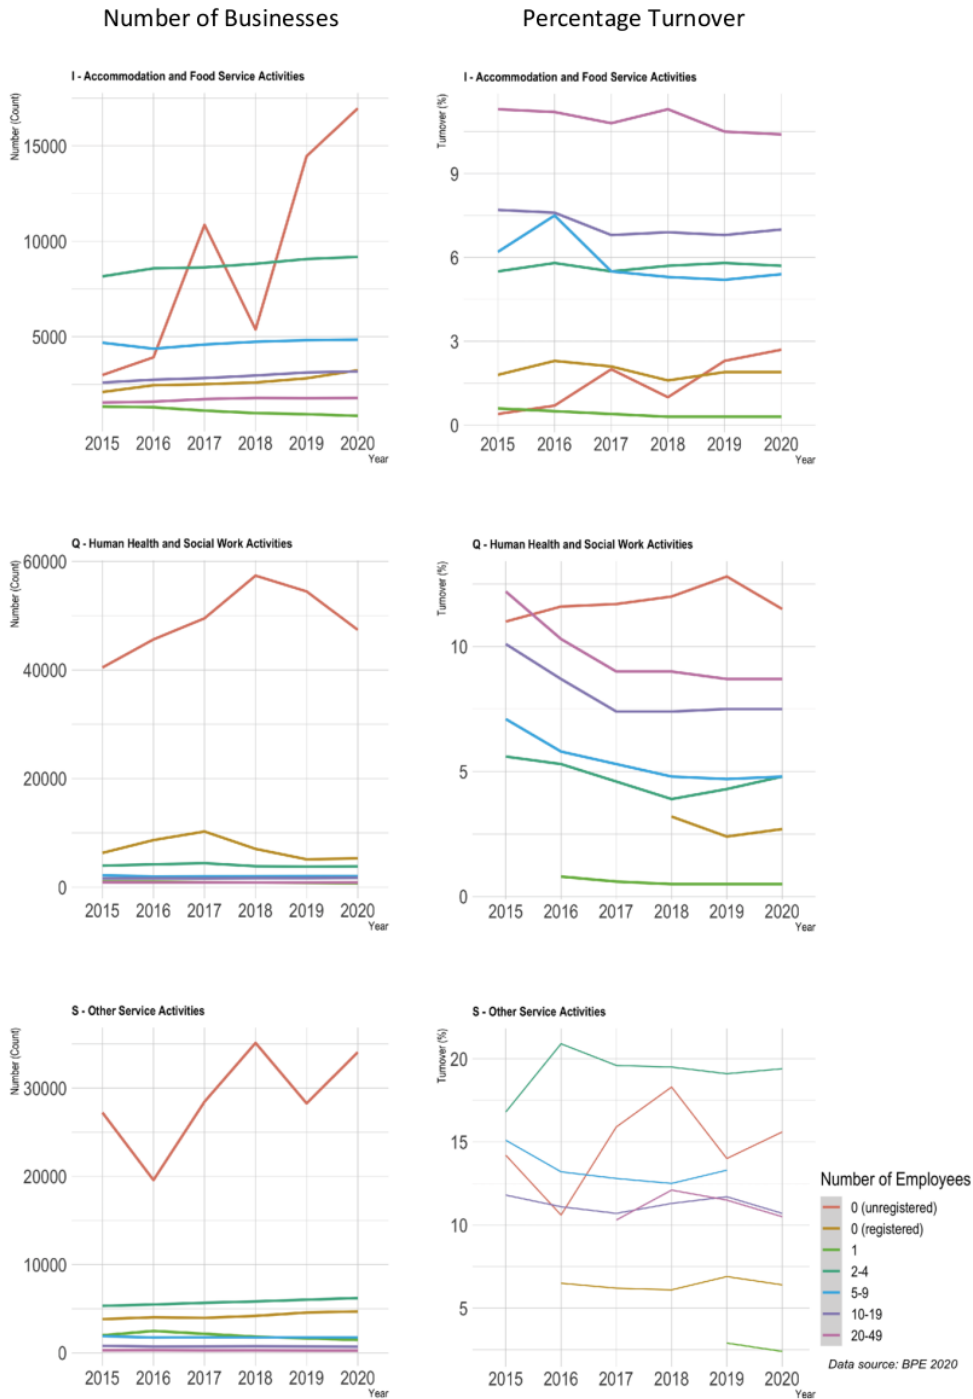 Number of Businesses
Percentage Turnover
I - Accommodation and Food Service Activities
Number (Count)
15000
10000
5000
2015 2016 2017 2018 2019 2020
Year
I - Accommodation and Food Service Activities
Turnover (%)
9
6
3
0
2015 2016 2017 2018 2019 2020
Year
Q - Human Health and Social Work Activities
Number (Count)
60000
40000
20000
0
2015 2016 2017 2018 2019 2020
Year
Q - Human Health and Social Work Activities
Turnover (%)
10
5
0
2015 2016 2017 2018 2019 2020
Year
S - Other Service Activities
Number (Count)
30000
20000
10000
0
2015 2016 2017 2018 2019 2020
Year
S - Other Service Activities
Turnover (%)
20
15
10
5
2015 2016 2017 2018 2019 2020
Year
Number of Employees
0 (unregistered)
0 (registered)
1
2-4
5-9
10-19
20-49
Data source: BPE 2020